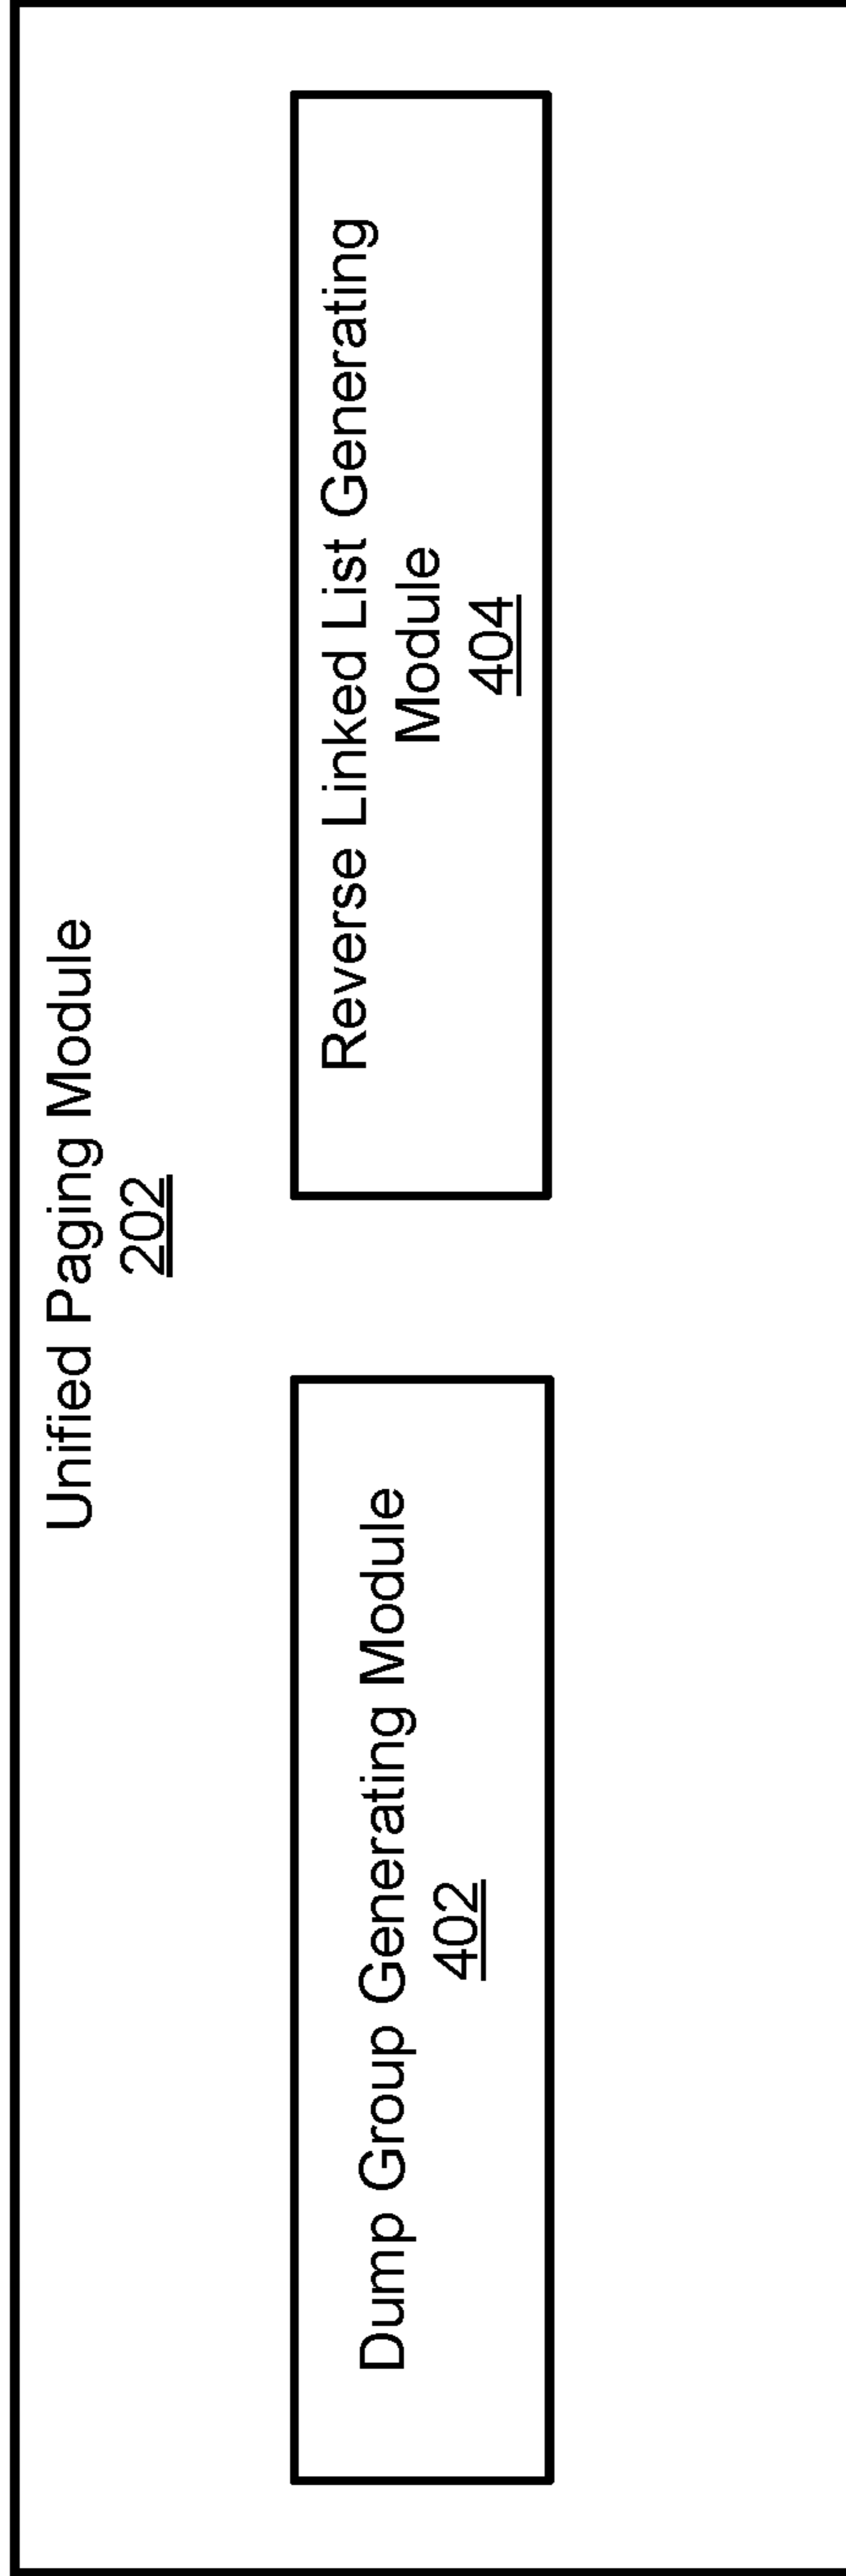 Unified Paging Module
202
Dump Group Generating Module
402
Reverse Linked List Generating
Module
404